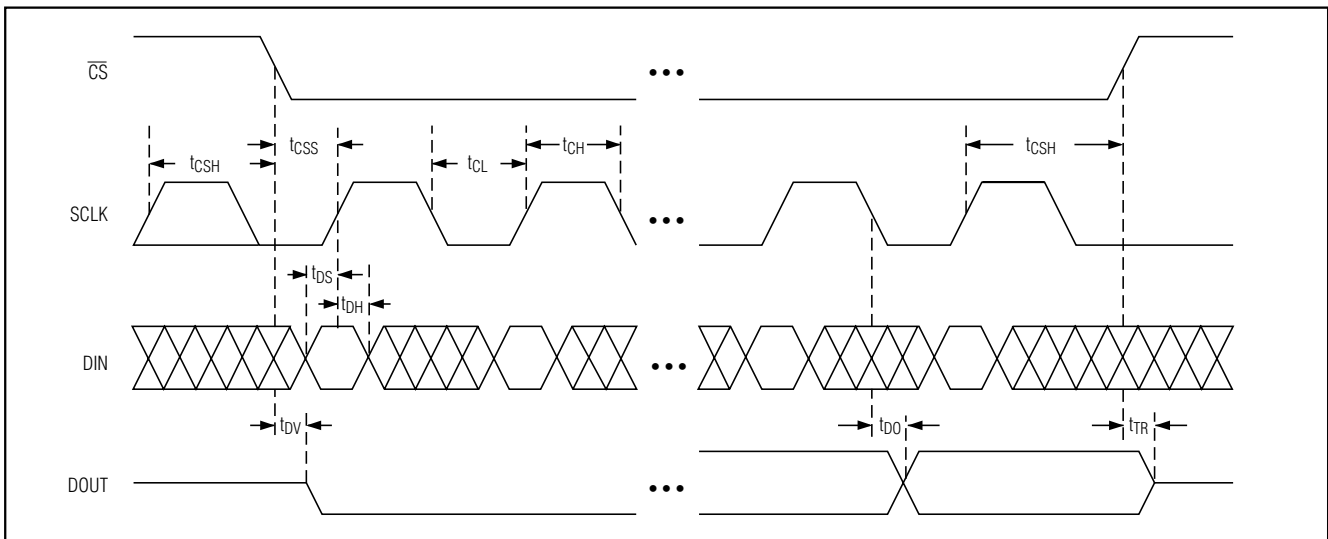 CS
•••
tCSH tCSS tCL tCH tCSH
SCLK
•••
tDS
tDH
DIN
•••
tDV tDO tTR
DOUT
•••